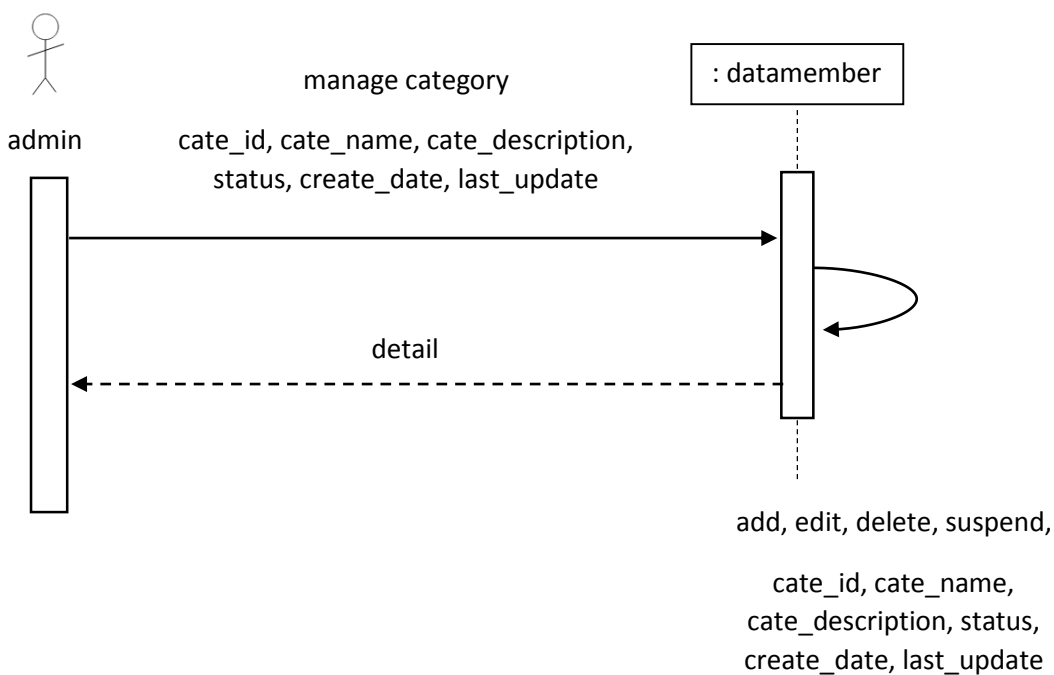 : datamember
manage category
admin
cate_id, cate_name, cate_description,
status, create_date, last_update
detail
add, edit, delete, suspend,
cate_id, cate_name,
cate_description, status,
create_date, last_update